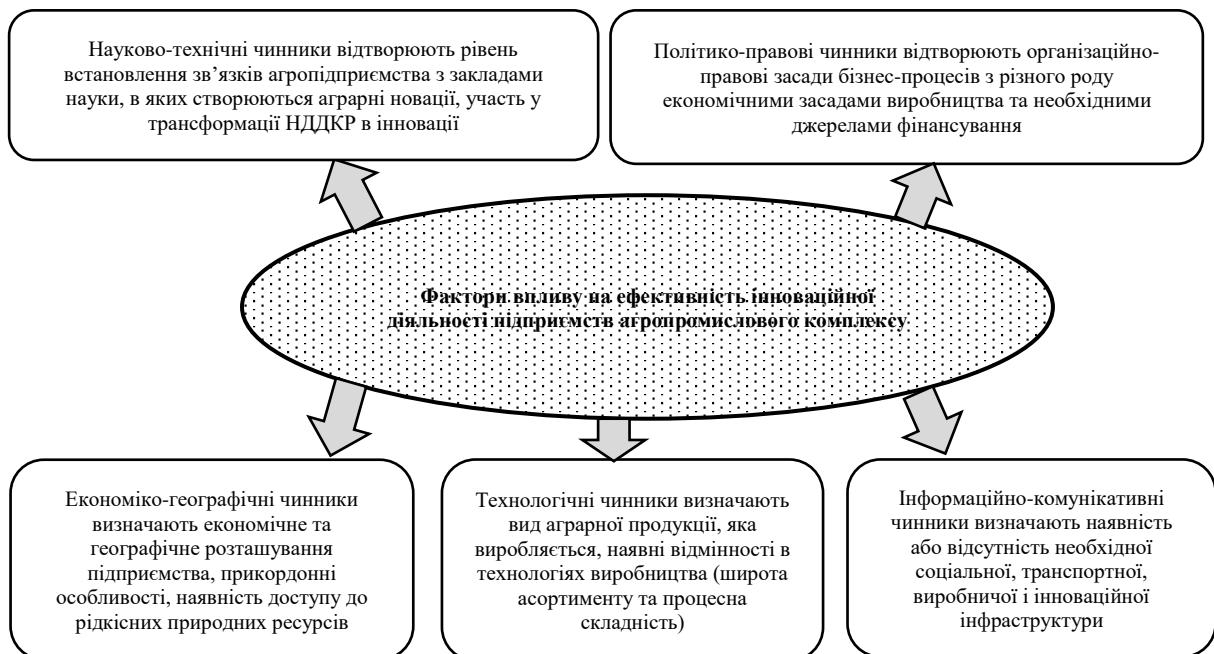 Науково-технічні чинники відтворюють рівень
встановлення зв’язків агропідприємства з закладами
науки, в яких створюються аграрні новації, участь у
трансформації НДДКР в інновації
Політико-правові чинники відтворюють організаційно-
правові засади бізнес-процесів з різного роду
економічними засадами виробництва та необхідними
джерелами фінансування
Фактори впливу на ефективність інноваційної
діяльності підприємств агропромислового комплексу
Економіко-географічні чинники
визначають економічне та
географічне розташування
підприємства, прикордонні
особливості, наявність доступу до
рідкісних природних ресурсів
Технологічні чинники визначають
вид аграрної продукції, яка
виробляється, наявні відмінності в
технологіях виробництва (широта
асортименту та процесна
складність)
Інформаційно-комунікативні
чинники визначають наявність
або відсутність необхідної
соціальної, транспортної,
виробничої і інноваційної
інфраструктури